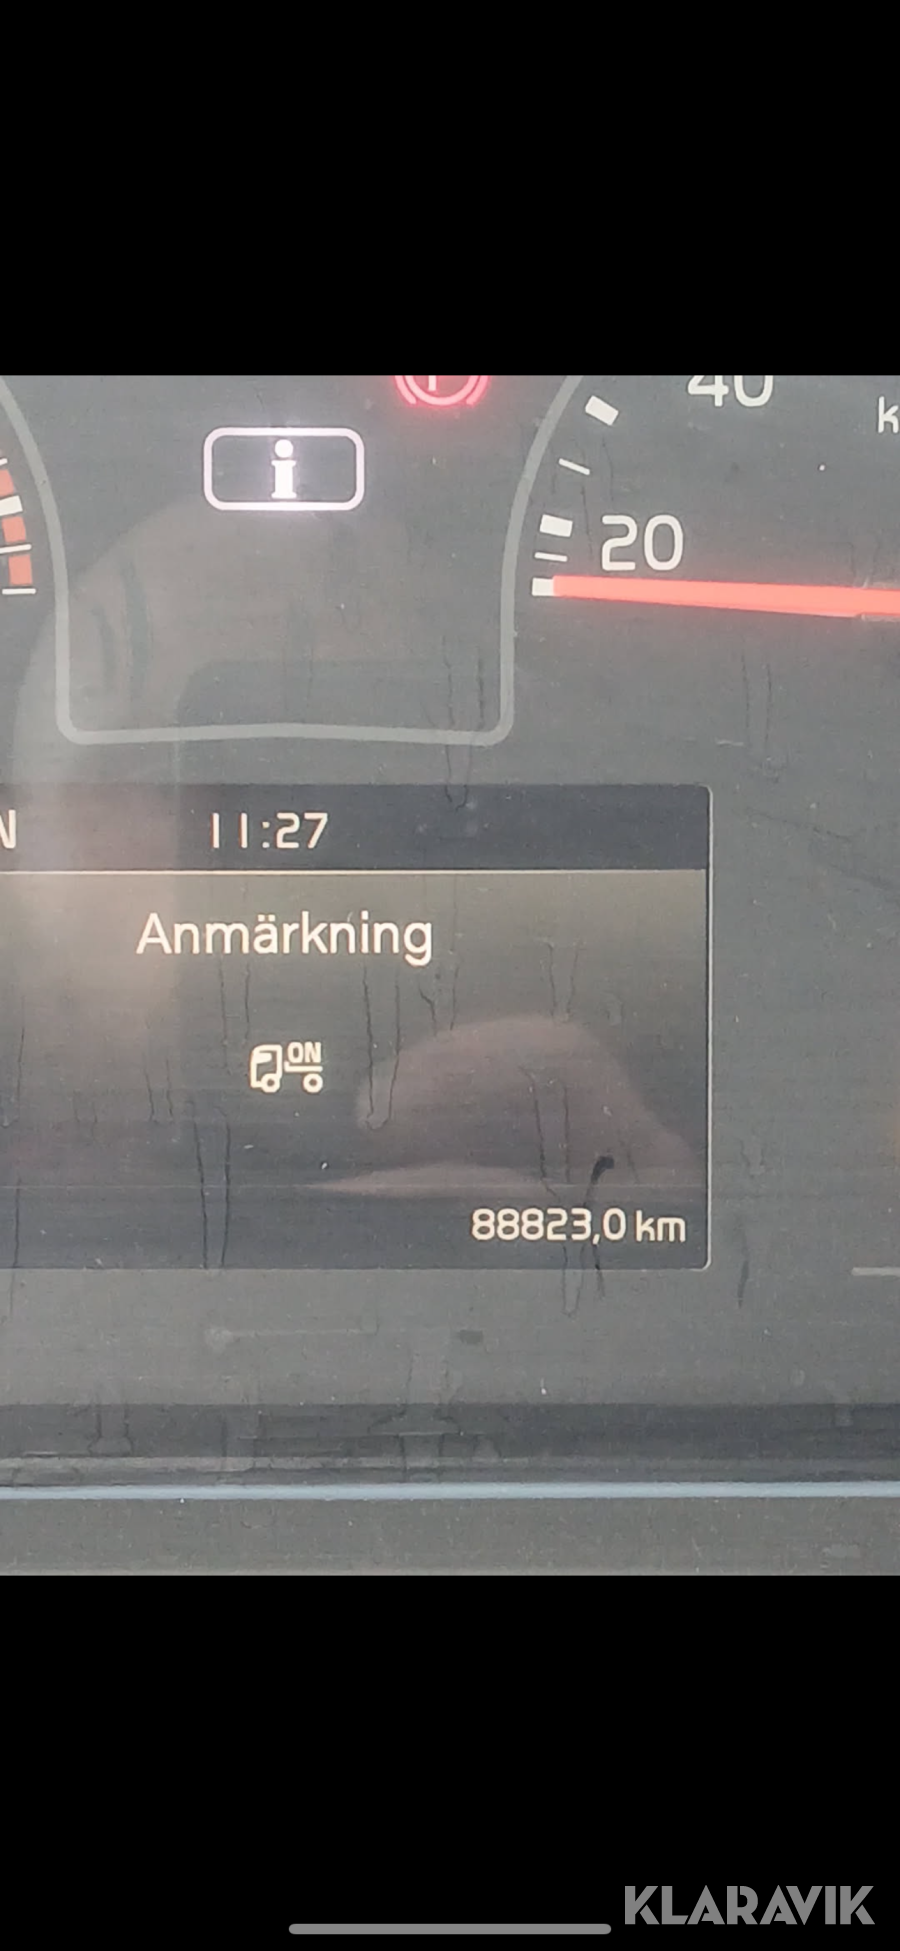 40
k
i
20
N
11:27
Anmärkning
ON
88823,0 km
KLARAVIK